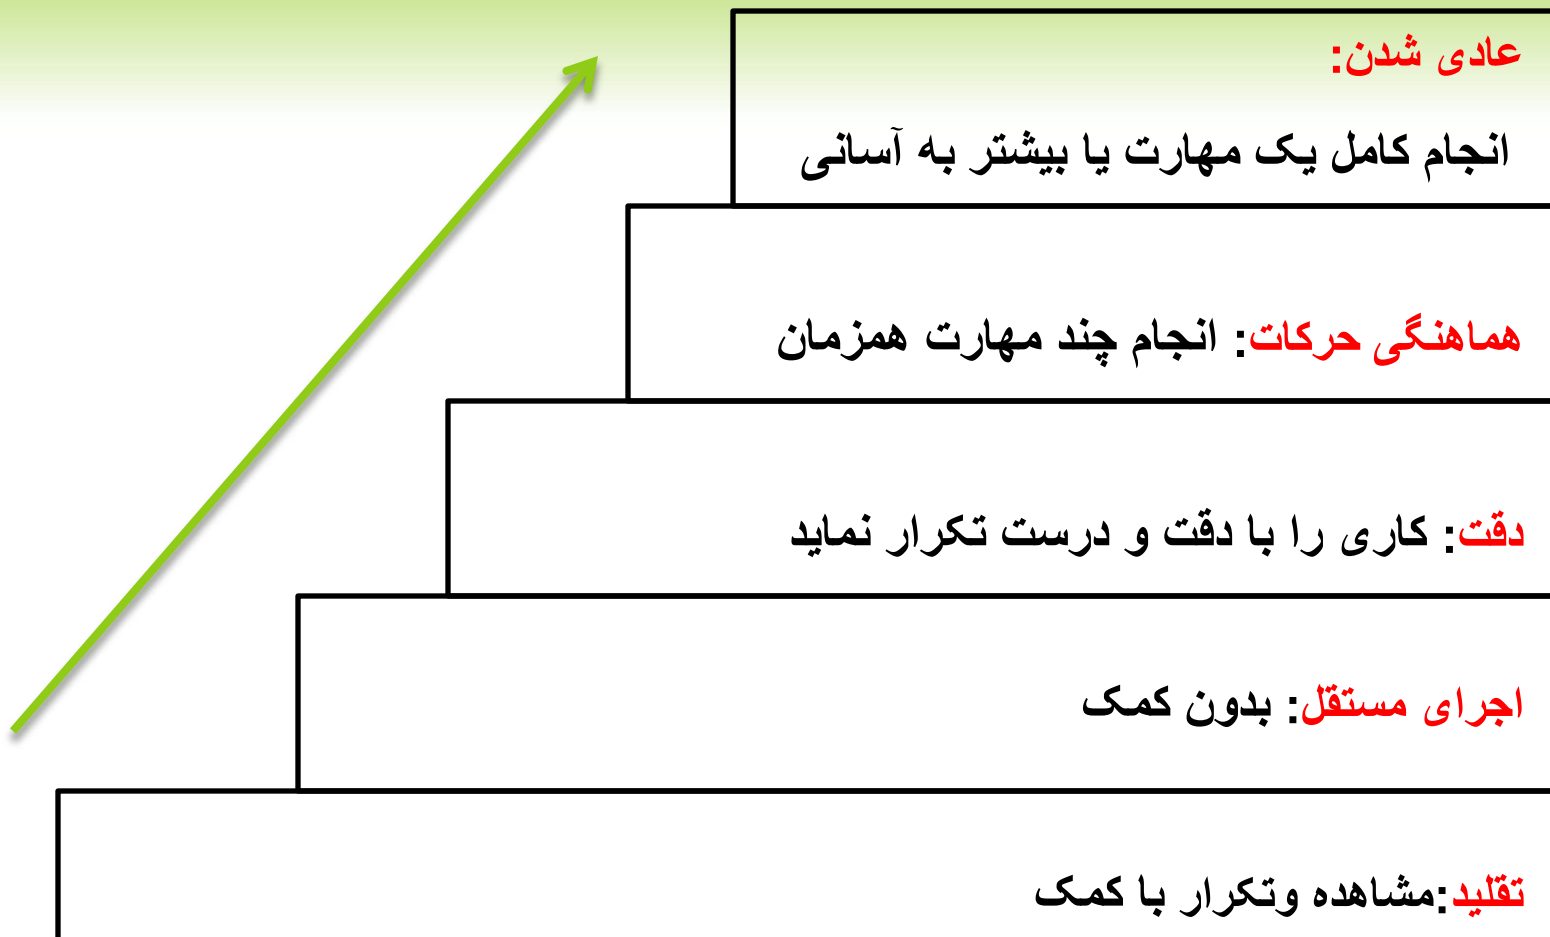 عادی شدن:
انجام کامل یک مهارت یا بیشتر به آسانی
هماهنگی حرکات: انجام چند مهارت همزمان
دقت: کاری را با دقت و درست تکرار نماید
اجرای مستقل: بدون کمک
تقلید:مشاهده وتکرار با کمک